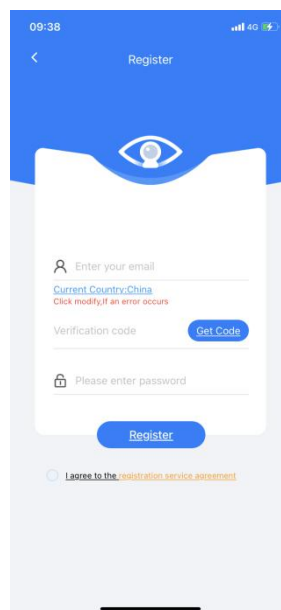 09:38
4G
Register
Enter your email
Current Country:China
Click modify,If an error occurs
Verification code
Get Code
Please enter password
Register
I agree to the registration service agreement